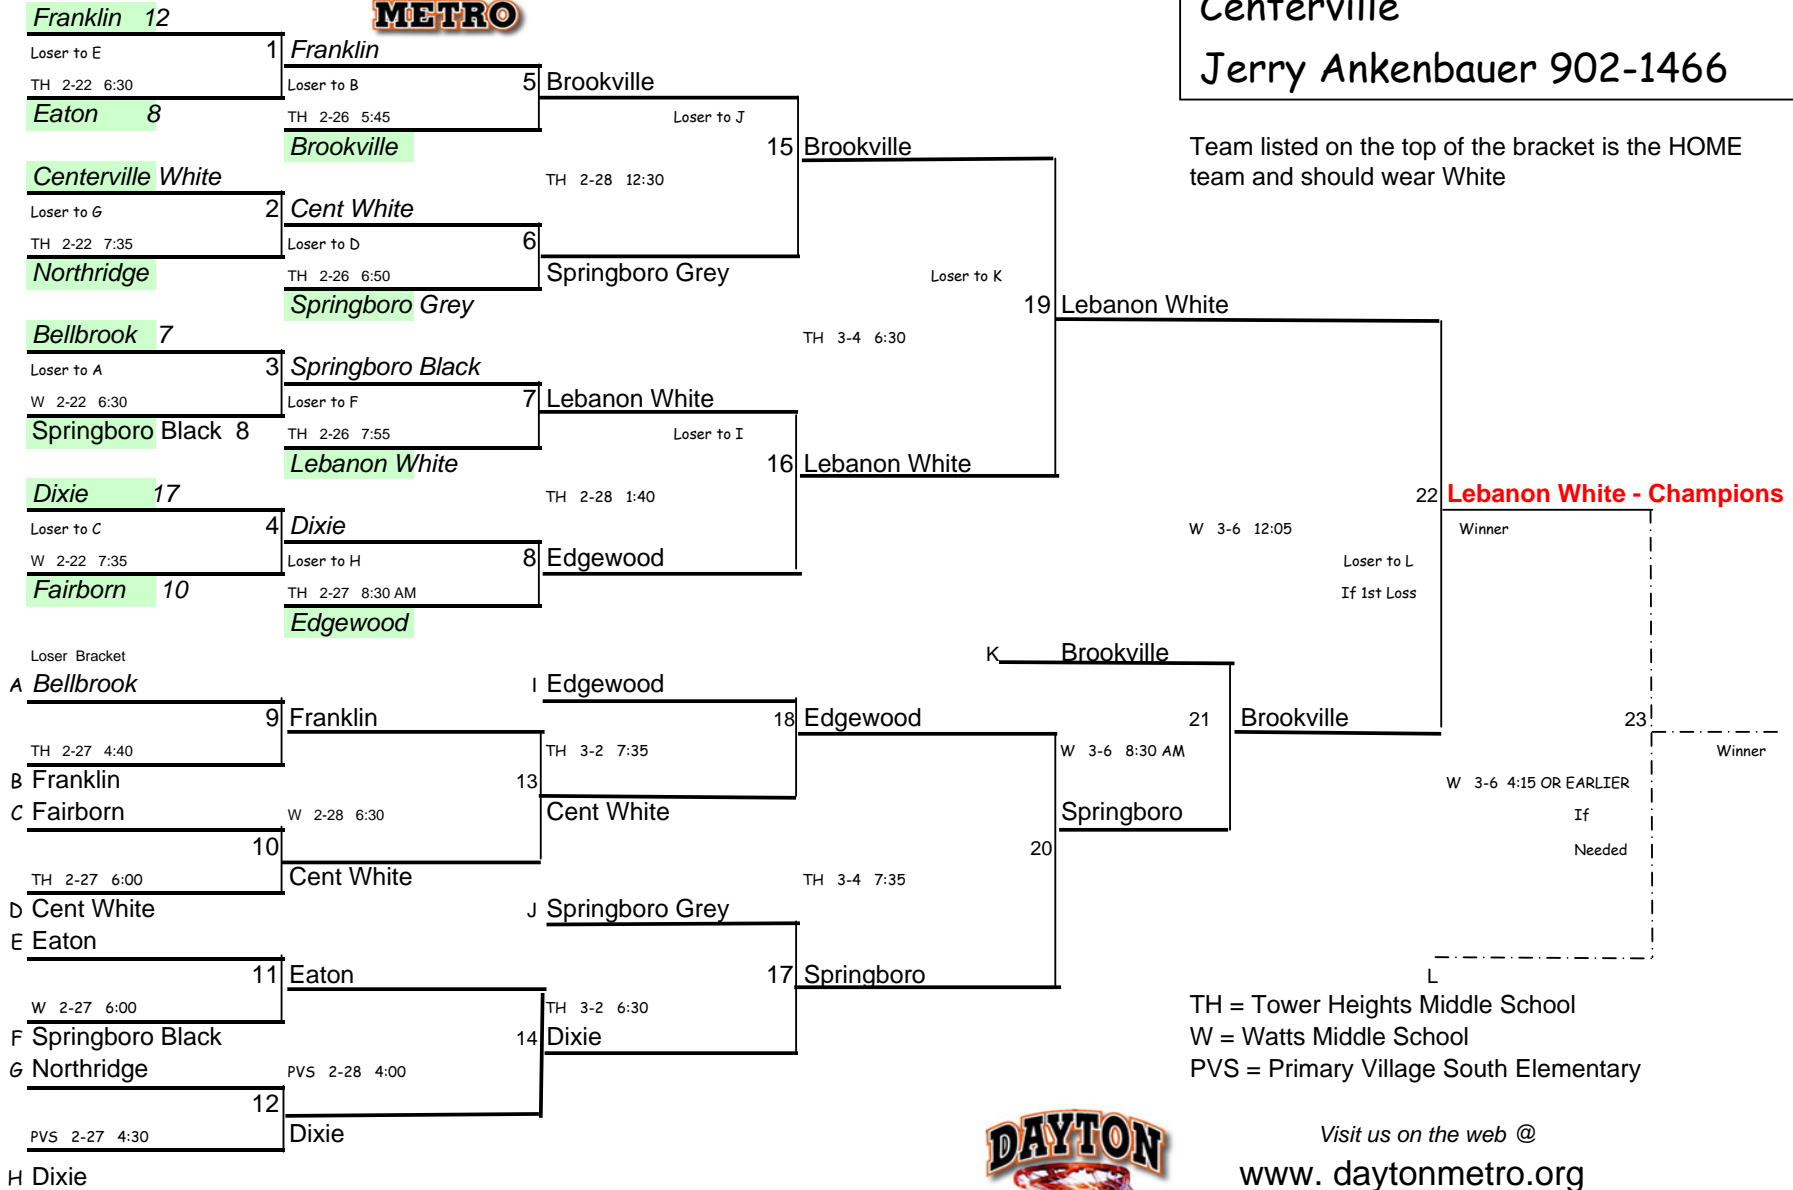 METRO
Centerville
Jerry Ankenbauer 902-1466
Team listed on the top of the bracket is the HOME
team and should wear White
Franklin 12
Loser to E
1
TH 2-22 6:30
Eaton 8
Franklin
Loser to B
5
TH 2-26 5:45
Brookville
Brookville
Loser to J
15
TH 2-28 12:30
Brookville
Centerville White
Loser to G
2
TH 2-22 7:35
Northridge
Cent White
Loser to D
6
TH 2-26 6:50
Springboro Grey
Springboro Grey
Loser to K
19
TH 3-4 6:30
Lebanon White
Bellbrook 7
Loser to A
3
W 2-22 6:30
Springboro Black 8
Springboro Black
Loser to F
7
TH 2-26 7:55
Lebanon White
Lebanon White
Loser to I
16
TH 2-28 1:40
Lebanon White
Dixie 17
Loser to C
4
W 2-22 7:35
Fairborn 10
Dixie
Loser to H
8
TH 2-27 8:30 AM
Edgewood
Edgewood
22
Lebanon White - Champions
W 3-6 12:05
Winner
Loser to L
If 1st Loss
Loser Bracket
A Bellbrook
9
TH 2-27 4:40
B Franklin
Franklin
C Fairborn
10
TH 2-27 6:00
D Cent White
Cent White
13
W 2-28 6:30
Cent White
I Edgewood
18
TH 3-2 7:35
Edgewood
K Brookville
21
W 3-6 8:30 AM
Springboro
Brookville
23
Winner
W 3-6 4:15 OR EARLIER
If
Needed
20
TH 3-4 7:35
E Eaton
11
W 2-27 6:00
F Springboro Black
Eaton
G Northridge
12
PVS 2-27 4:30
H Dixie
Dixie
14
PVS 2-28 4:00
Dixie
J Springboro Grey
17
TH 3-2 6:30
Springboro
L
TH = Tower Heights Middle School
W = Watts Middle School
PVS = Primary Village South Elementary
DAYTON
Visit us on the web @
www. daytonmetro.org